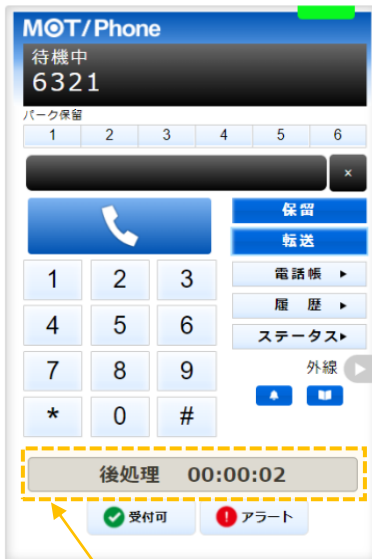 MOT/Phone
待機中
6321
パーク保留
1 2 3 4 5 6
×
保留
転送
1 2 3
電話帳 ▶
履 歴 ▶
4 5 6
ステータス▶
7 8 9
外線
* 0 #
後処理 00:00:02
受付可 アラート